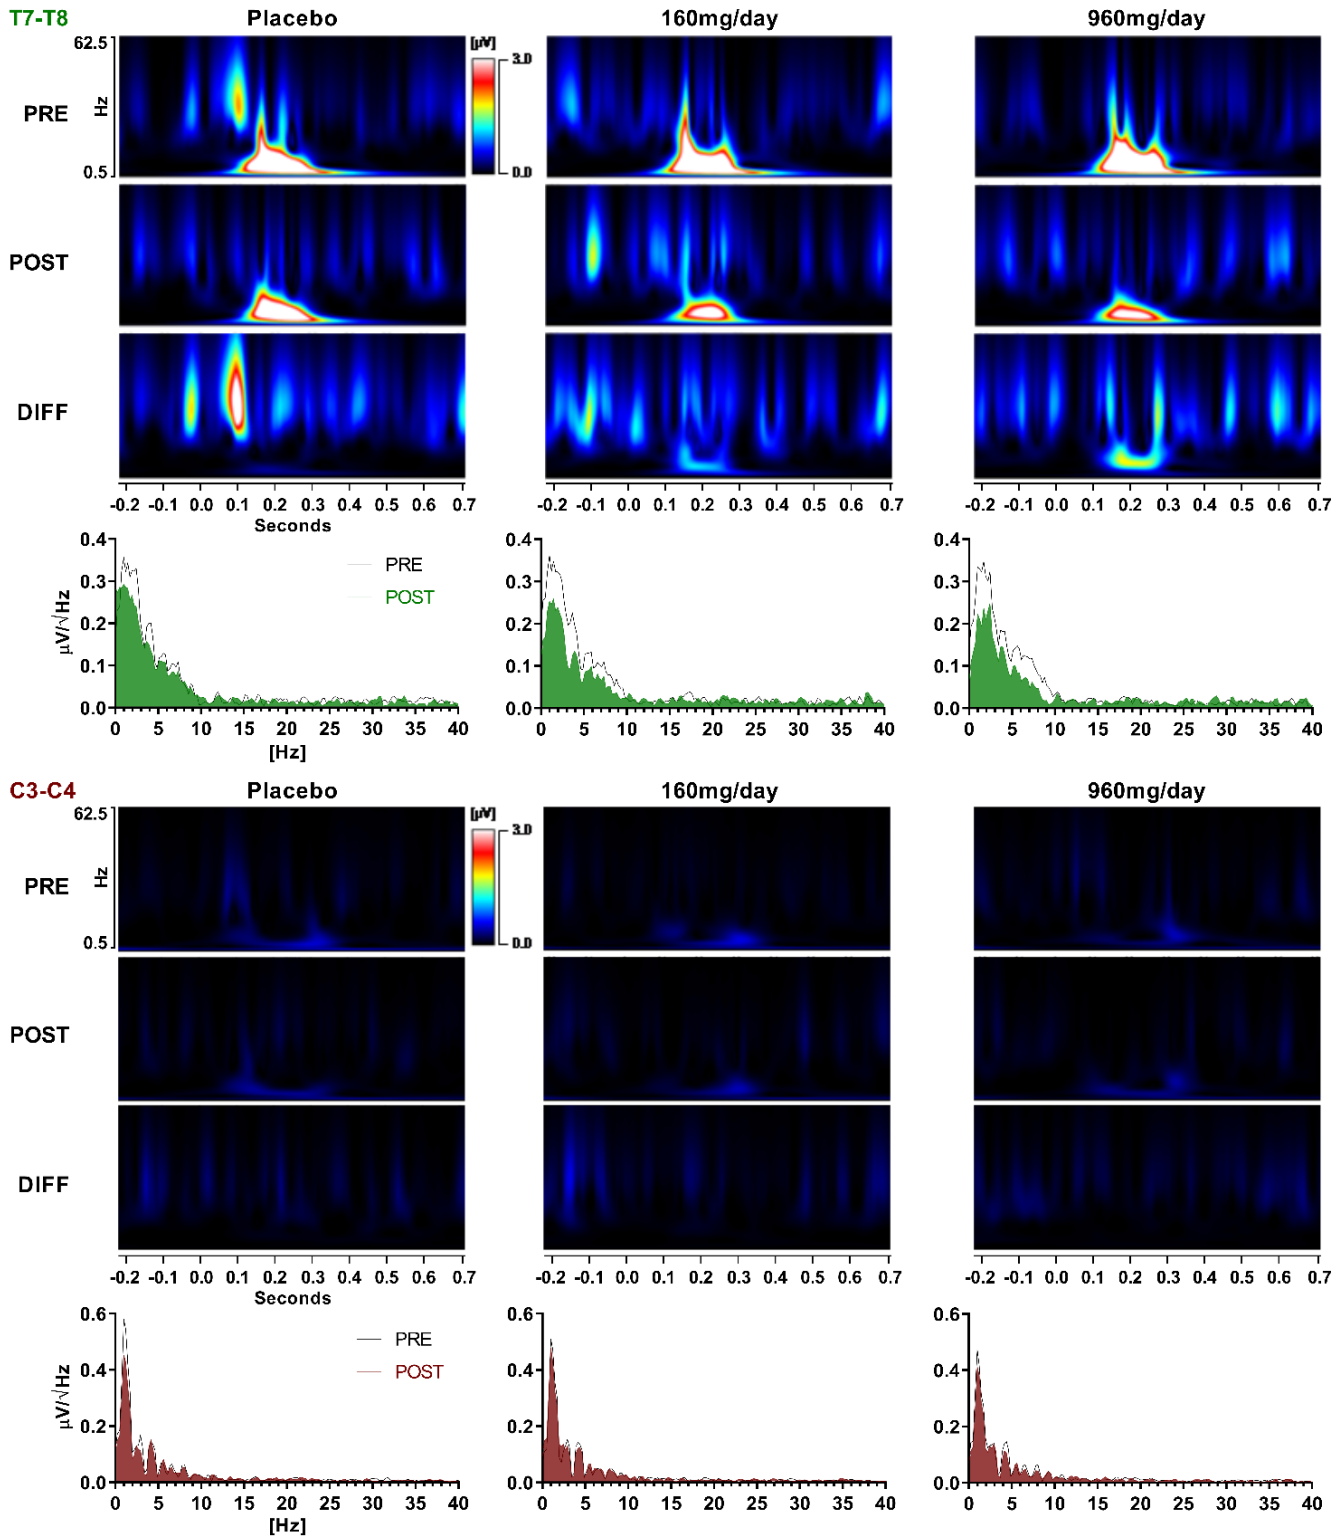 T7-T8 Placebo 160mg/day 960mg/day
62.5 [µV]
3.0
PRE Hz
0.5 0.0
POST
DIFF
-0.2 -0.1 0.0 0.1 0.2 0.3 0.4 0.5 0.6 0.7 -0.2 -0.1 0.0 0.1 0.2 0.3 0.4 0.5 0.6 0.7 -0.2 -0.1 0.0 0.1 0.2 0.3 0.4 0.5 0.6 0.7
Seconds
0.4 0.4 0.4
PRE
0.3 0.3 0.3
POST
µV/√Hz
0.2 0.2 0.2
0.1 0.1 0.1
0.0 0.0 0.0
0 5 10 15 20 25 30 35 40 0 5 10 15 20 25 30 35 40 0 5 10 15 20 25 30 35 40
[Hz]
C3-C4 Placebo 160mg/day 960mg/day
62.5 [µV]
3.0
PRE Hz
0.5 0.0
POST
DIFF
-0.2 -0.1 0.0 0.1 0.2 0.3 0.4 0.5 0.6 0.7 -0.2 -0.1 0.0 0.1 0.2 0.3 0.4 0.5 0.6 0.7 -0.2 -0.1 0.0 0.1 0.2 0.3 0.4 0.5 0.6 0.7
Seconds
0.6 0.6 0.6
PRE
0.4 0.4 0.4
POST
µV/√Hz
0.2 0.2 0.2
0.0 0.0 0.0
0 5 10 15 20 25 30 35 40 0 5 10 15 20 25 30 35 40 0 5 10 15 20 25 30 35 40
[Hz]